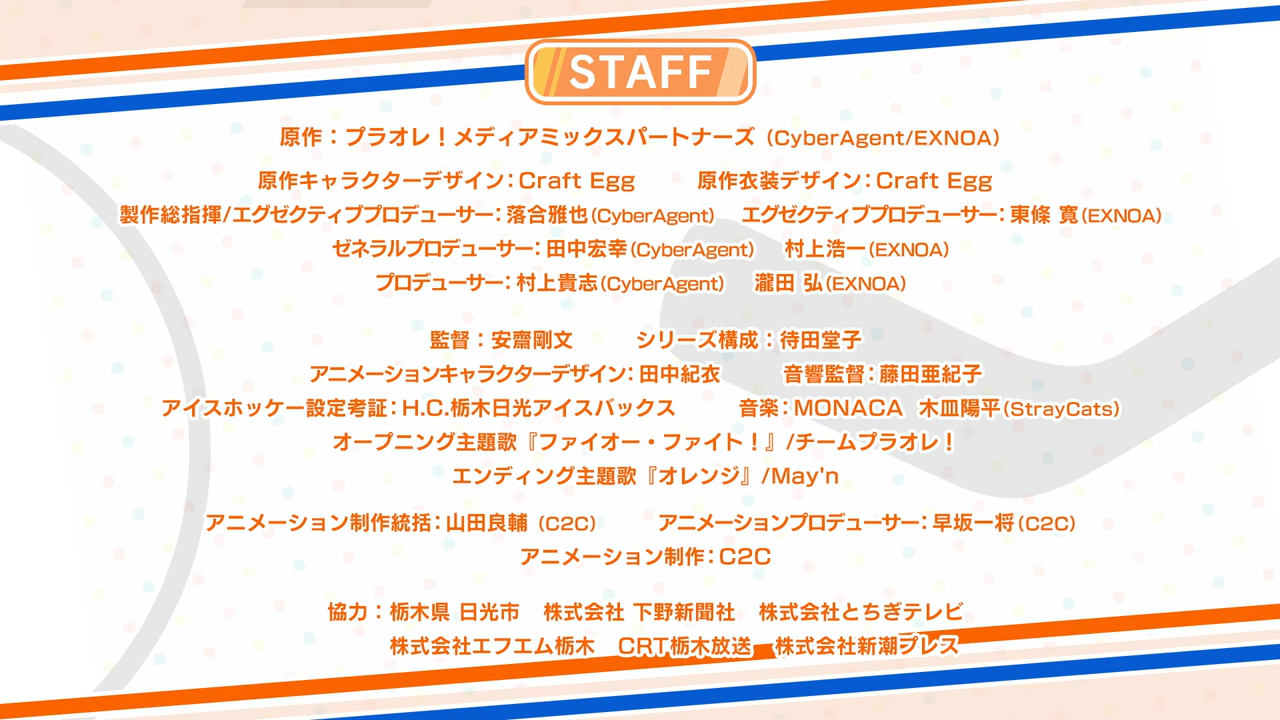 STAFF
原作：プラオレ！メディアミックスパートナーズ（CyberAgent/EXNOA）
原作キャラクターデザイン：Craft Egg　原作衣装デザイン：Craft Egg
製作総指揮/エグゼクティブプロデューサー：落合雅也（CyberAgent）　エグゼクティブプロデューサー：東條 寛（EXNOA）
ゼネラルプロデューサー：田中宏幸（CyberAgent）　村上浩一（EXNOA）
プロデューサー：村上貴志（CyberAgent）　瀧田 弘（EXNOA）
監督：安齋剛文　シリーズ構成：待田堂子
アニメーションキャラクターデザイン：田中紀衣　音響監督：藤田亜紀子
アイスホッケー設定考証：H.C.栃木日光アイスバックス　音楽：MONACA 木皿陽平（StrayCats）
オープニング主題歌『ファイオー・ファイト！』/チームプラオレ！
エンディング主題歌『オレンジ』/May'n
アニメーション制作統括：山田良輔（C2C）　アニメーションプロデューサー：早坂一将（C2C）
アニメーション制作：C2C
協力：栃木県 日光市　株式会社 下野新聞社　株式会社とちぎテレビ
株式会社エフエム栃木　CRT栃木放送　株式会社新潮プレス